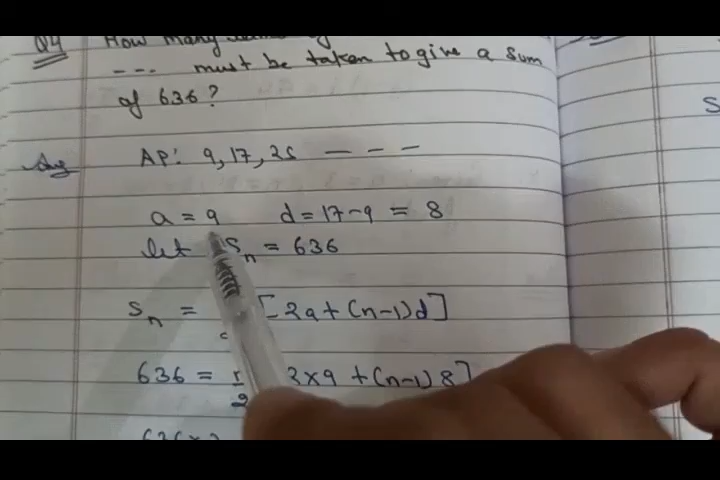 Q4 How many
--- must be taken to give a sum
of 636?
Ans AP: 9, 17, 25 — — —
a = 9 d = 17-9 = 8
let Sn = 636
Sn = [2a+(n-1)d]
636 = 2 2×9 +(n-1) 8]
S